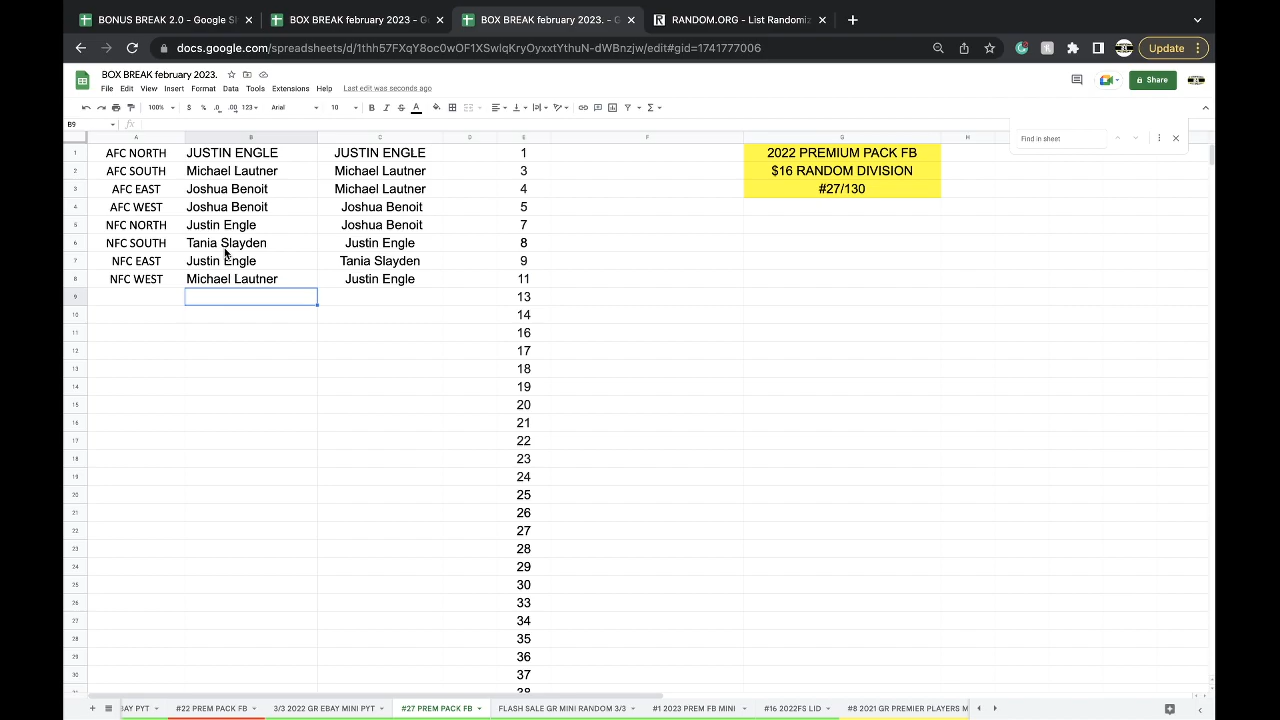 BONUS BREAK 2.0 - Google Sh
BOX BREAK february 2023 - Go
BOX BREAK february 2023. - G
RANDOM.ORG - List Randomiz
docs.google.com/spreadsheets/d/1thh57FXqY8oc0wOF1XSwlqKryOyxxtYthuN-dWBnzjw/edit#gid=1741777006
Update
BOX BREAK february 2023.
File Edit View Insert Format Data Tools Extensions Help Last edit was seconds ago
Share
100% $ % .0 .00 123 Arial 10 B I S A
B9 fx
Find in sheet
A B C D E F G H
1 AFC NORTH JUSTIN ENGLE JUSTIN ENGLE 1 2022 PREMIUM PACK FB
2 AFC SOUTH Michael Lautner Michael Lautner 3 $16 RANDOM DIVISION
3 AFC EAST Joshua Benoit Michael Lautner 4 #27/130
4 AFC WEST Joshua Benoit Joshua Benoit 5
5 NFC NORTH Justin Engle Joshua Benoit 7
6 NFC SOUTH Tania Slayden Justin Engle 8
7 NFC EAST Justin Engle Tania Slayden 9
8 NFC WEST Michael Lautner Justin Engle 11
9 13
10 14
11 16
12 17
13 18
14 19
15 20
16 21
17 22
18 23
19 24
20 25
21 26
22 27
23 28
24 29
25 30
26 33
27 34
28 35
29 36
30 37
31 38
BAY PYT #22 PREM PACK FB 3/3 2022 GR EBAY MINI PYT #27 PREM PACK FB FLASH SALE GR MINI RANDOM 3/3 #1 2023 PREM FB MINI #16 2022FS LID #8 2021 GR PREMIER PLAYERS M